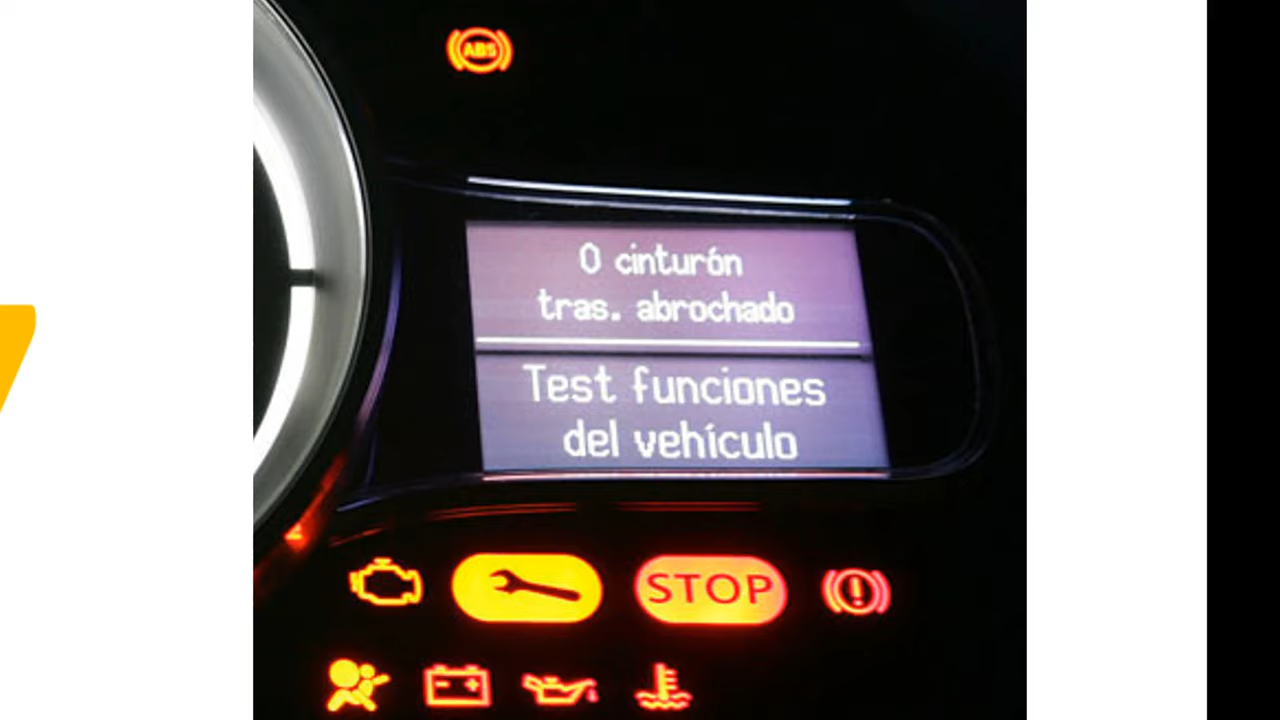 ABS
0 cinturón
tras. abrochado
Test funciones
del vehículo
STOP